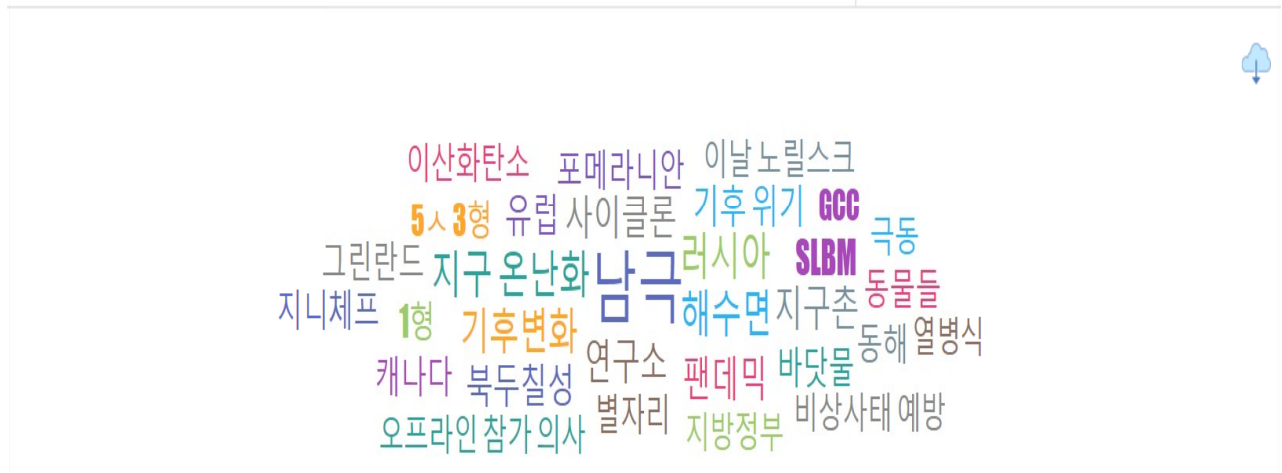 이산화탄소 포메라니안 이날 노릴스크
5ㅅ 3형 유럽 사이클론 기후 위기 GCC
그린란드 지구 온난화 남극 러시아 SLBM 극동
지니체프 1형 기후변화 해수면 지구촌 동물들
캐나다 북두칠성 연구소 팬데믹 바닷물 동해 열병식
오프라인 참가 의사 별자리 지방정부 비상사태 예방